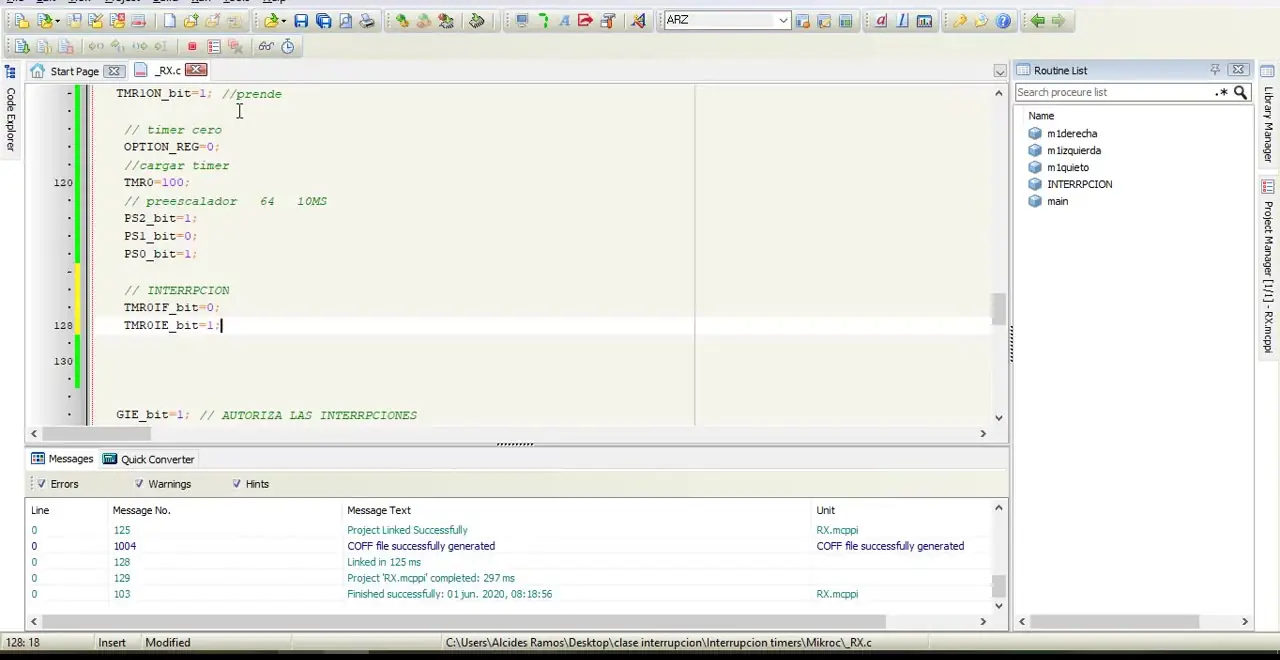 ARZ
Start Page
_RX.c
Routine List
Code Explorer
TMR1ON_bit=1; //prende
// timer cero
OPTION_REG=0;
//cargar timer
120 TMR0=100;
// preescalador 64 10MS
PS2_bit=1;
PS1_bit=0;
PS0_bit=1;
// INTERRPCION
TMR0IF_bit=0;
128 TMR0IE_bit=1;
130
GIE_bit=1; // AUTORIZA LAS INTERRPCIONES
Search proceure list
.*
Name
m1derecha
m1izquierda
m1quieto
INTERRPCION
main
Library Manager
Project Manager [1/1] - RX.mcppi
Messages
Quick Converter
Errors
Warnings
Hints
Line Message No. Message Text Unit
0 125 Project Linked Successfully RX.mcppi
0 1004 COFF file successfully generated COFF file successfully generated
0 128 Linked in 125 ms
0 129 Project 'RX.mcppi' completed: 297 ms
0 103 Finished successfully: 01 jun. 2020, 08:18:56 RX.mcppi
128: 18 Insert Modified C:\Users\Alcides Ramos\Desktop\clase interrupcion\Interrupcion timers\Mikroc\_RX.c